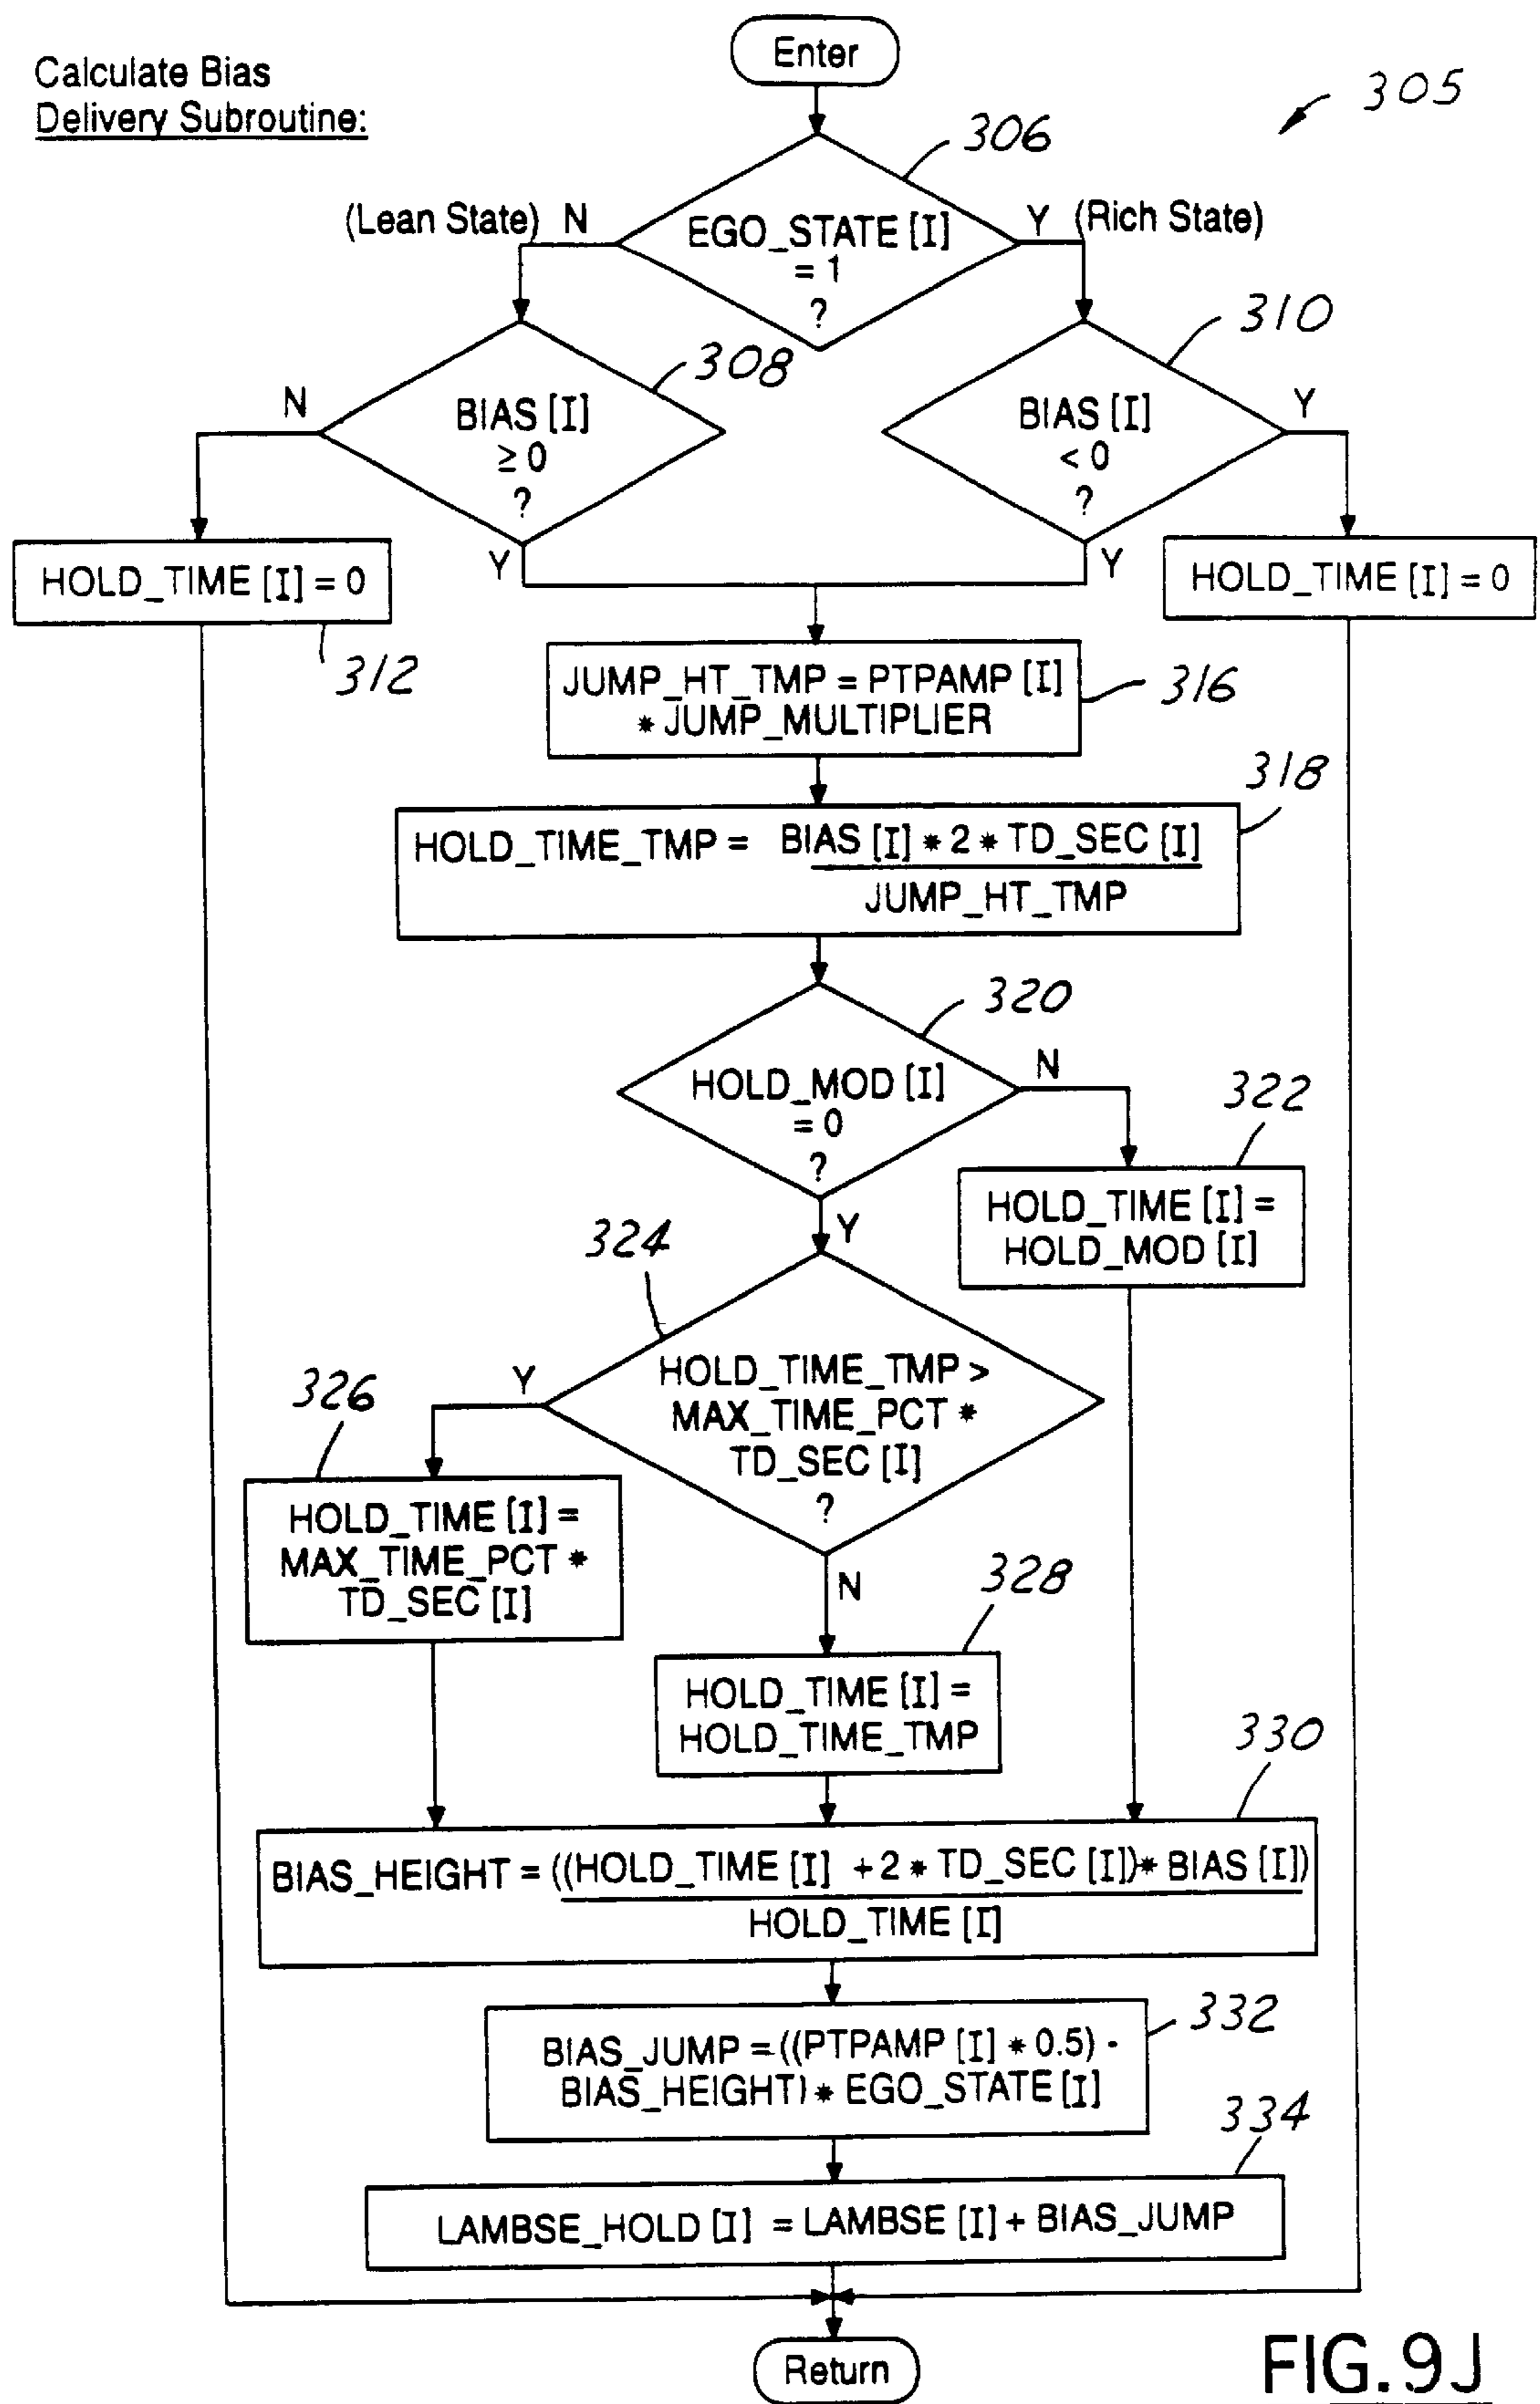 Calculate Bias
Delivery Subroutine:
Enter
305
306
(Lean State) N
EGO_STATE [I]
= 1
?
Y (Rich State)
308
310
N
BIAS [I]
≥ 0
?
Y
BIAS [I]
< 0
?
Y
Y
HOLD_TIME [I] = 0
312
HOLD_TIME [I] = 0
JUMP_HT_TMP = PTPAMP [I]
* JUMP_MULTIPLIER
316
318
HOLD_TIME_TMP = BIAS [I] * 2 * TD_SEC [I]
JUMP_HT_TMP
320
HOLD_MOD [I]
= 0
?
N
Y
322
HOLD_TIME [I] =
HOLD_MOD [I]
324
HOLD_TIME_TMP >
MAX_TIME_PCT *
TD_SEC [I]
?
Y
N
326
HOLD_TIME [I] =
MAX_TIME_PCT *
TD_SEC [I]
328
HOLD_TIME [I] =
HOLD_TIME_TMP
330
BIAS_HEIGHT = ((HOLD_TIME [I] + 2 * TD_SEC [I]) * BIAS [I])
HOLD_TIME [I]
332
BIAS_JUMP = ((PTPAMP [I] * 0.5) -
BIAS_HEIGHT) * EGO_STATE [I]
334
LAMBSE_HOLD [I] = LAMBSE [I] + BIAS_JUMP
Return
FIG. 9J